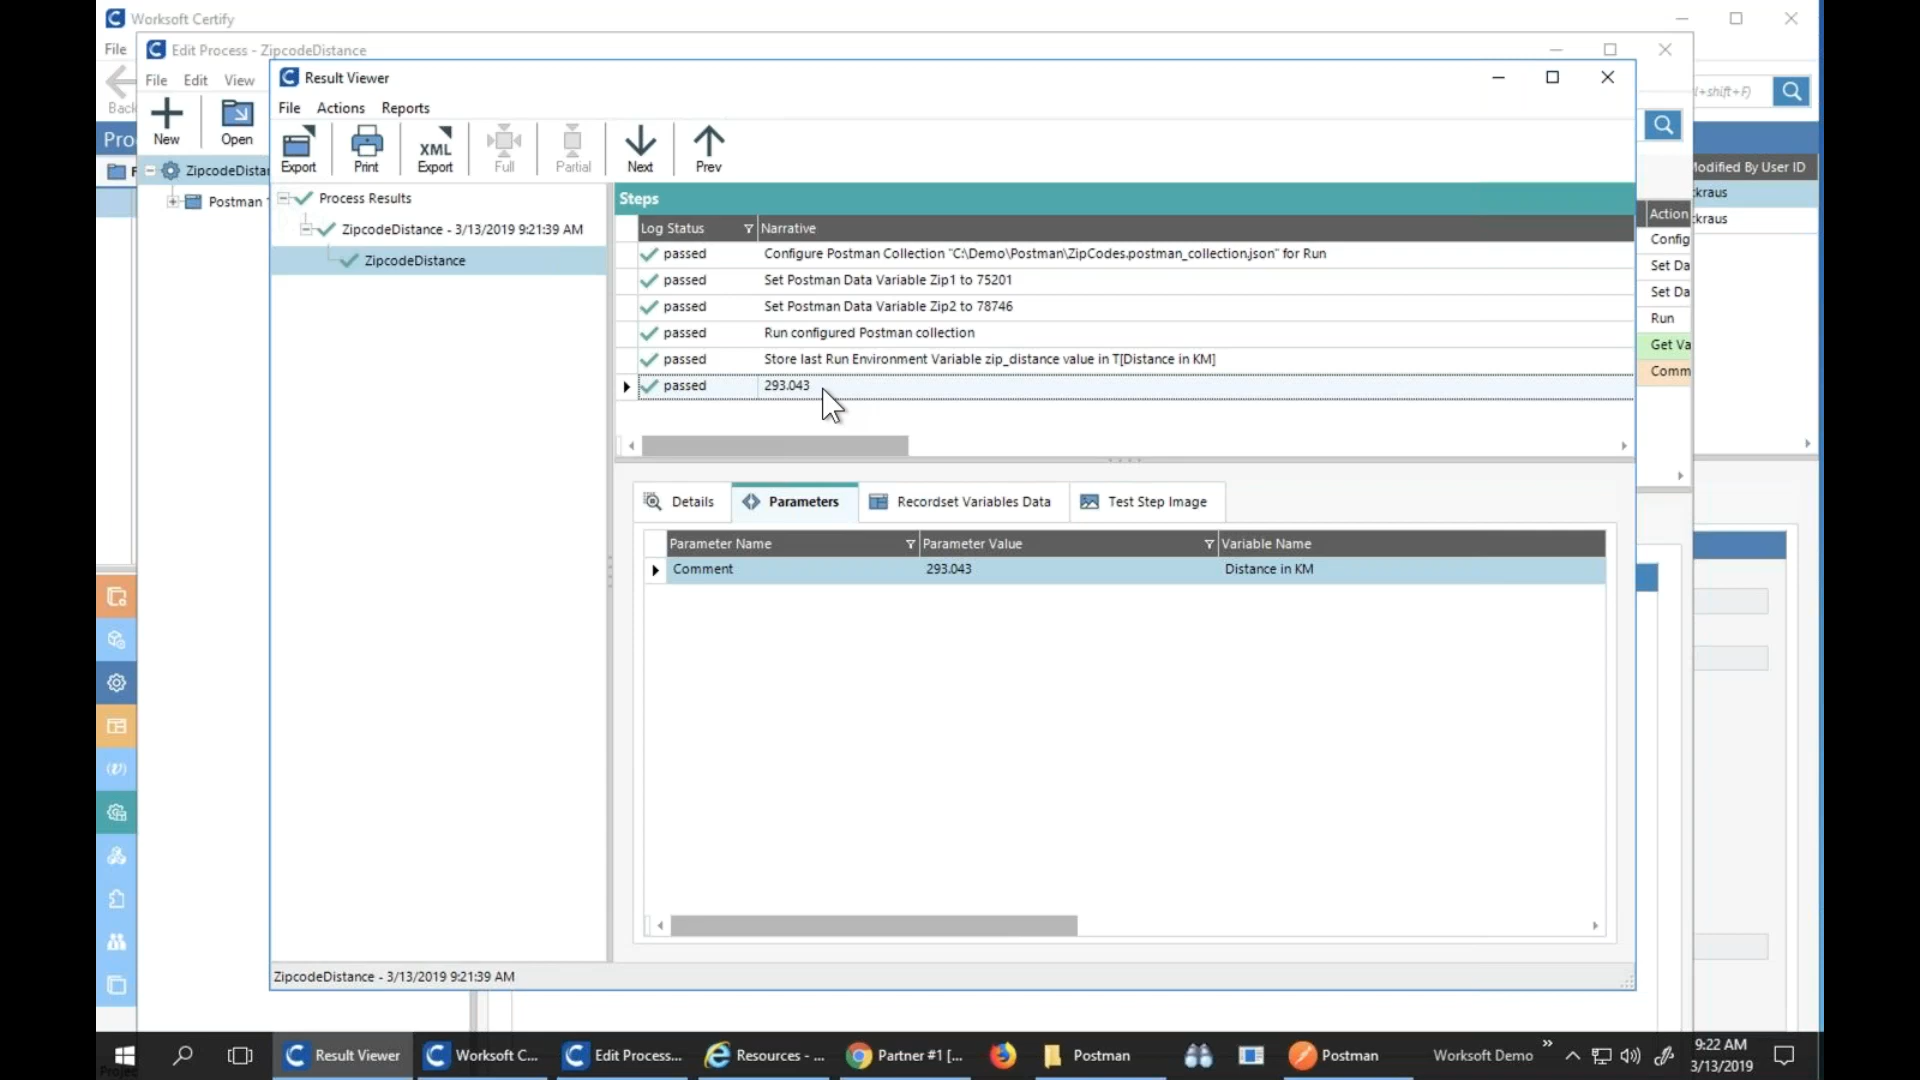 Worksoft Certify
File
Edit Process - ZipcodeDistance
Back
File Edit View
New
Open
Pro
ZipcodeDista
Postman
Result Viewer
File Actions Reports
Export
Print
XML
Export
Full
Partial
Next
Prev
Process Results
ZipcodeDistance - 3/13/2019 9:21:39 AM
ZipcodeDistance
Steps
Log Status Narrative
passed Configure Postman Collection "C:\Demo\Postman\ZipCodes.postman_collection.json" for Run
passed Set Postman Data Variable Zip1 to 75201
passed Set Postman Data Variable Zip2 to 78746
passed Run configured Postman collection
passed Store last Run Environment Variable zip_distance value in T[Distance in KM]
passed 293.043
Details
Parameters
Recordset Variables Data
Test Step Image
Parameter Name Parameter Value Variable Name
Comment 293.043 Distance in KM
ZipcodeDistance - 3/13/2019 9:21:39 AM
l+shift+F)
Modified By User ID
kraus
kraus
Action
Config
Set Da
Set Da
Run
Get Va
Comm
Result Viewer
Worksoft C...
Edit Process...
Resources - ...
Partner #1 [...
Postman
Postman
Worksoft Demo
9:22 AM
3/13/2019